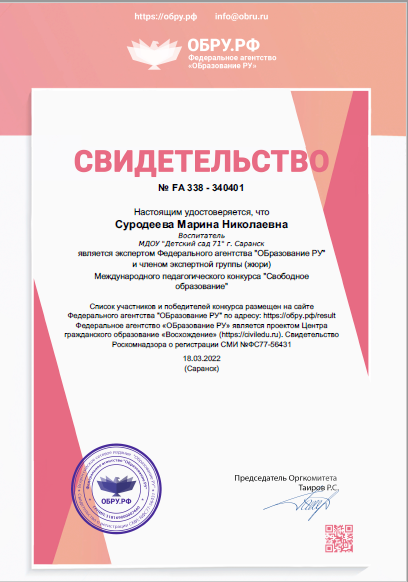 https://обру.рф info@obru.ru
ОБРУ.РФ
Федеральное агентство
«Образование РУ»
СВИДЕТЕЛЬСТВО
№ FA 338 - 340401
Настоящим удостоверяется, что
Суродеева Марина Николаевна
Воспитатель
МДОУ "Детский сад 71" г. Саранск
является экспертом Федерального агентства "ОБразование РУ"
и членом экспертной группы (жюри)
Международного педагогического конкурса "Свободное
образование"
Список участников и победителей конкурса размещен на сайте
Федерального агентства "ОБразование РУ" по адресу: https://обру.рф/result
Федеральное агентство «ОБразование РУ» является проектом Центра
гражданского образование «Восхождение» (https://civiledu.ru). Свидетельство
Роскомнадзора о регистрации СМИ №ФС77-56431
18.03.2022
(Саранск)
Председатель Оргкомитета
Таиров Р.С.
ОБРУ.РФ